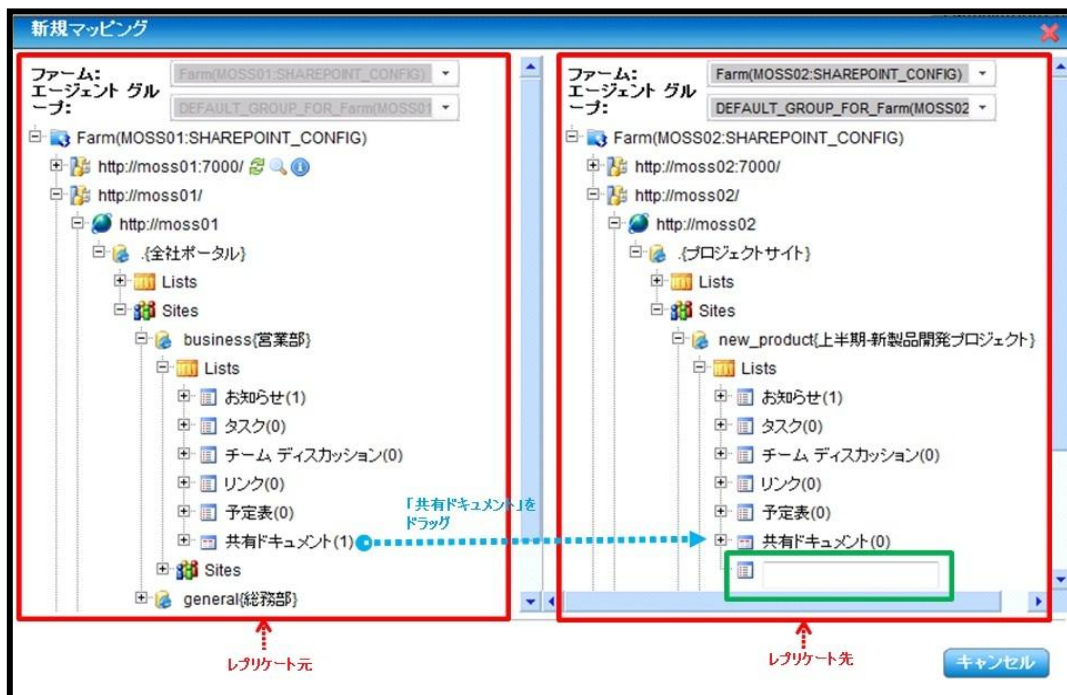 新規マッピング
ファーム:
Farm(MOSS01:SHAREPOINT_CONFIG)
エージェント グループ:
DEFAULT_GROUP_FOR_Farm(MOSS01
Farm(MOSS01:SHAREPOINT_CONFIG)
http://moss01:7000/
http://moss01/
http://moss01
.{全社ポータル}
Lists
Sites
business{営業部}
Lists
お知らせ(1)
タスク(0)
チーム ディスカッション(0)
リンク(0)
予定表(0)
共有ドキュメント(1)
Sites
general{総務部}
「共有ドキュメント」を
ドラッグ
ファーム:
Farm(MOSS02:SHAREPOINT_CONFIG)
エージェント グループ:
DEFAULT_GROUP_FOR_Farm(MOSS02
Farm(MOSS02:SHAREPOINT_CONFIG)
http://moss02:7000/
http://moss02/
http://moss02
.{プロジェクトサイト}
Lists
Sites
new_product{上半期-新製品開発プロジェクト}
Lists
お知らせ(1)
タスク(0)
チーム ディスカッション(0)
リンク(0)
予定表(0)
共有ドキュメント(0)
レプリケート元
レプリケート先
キャンセル